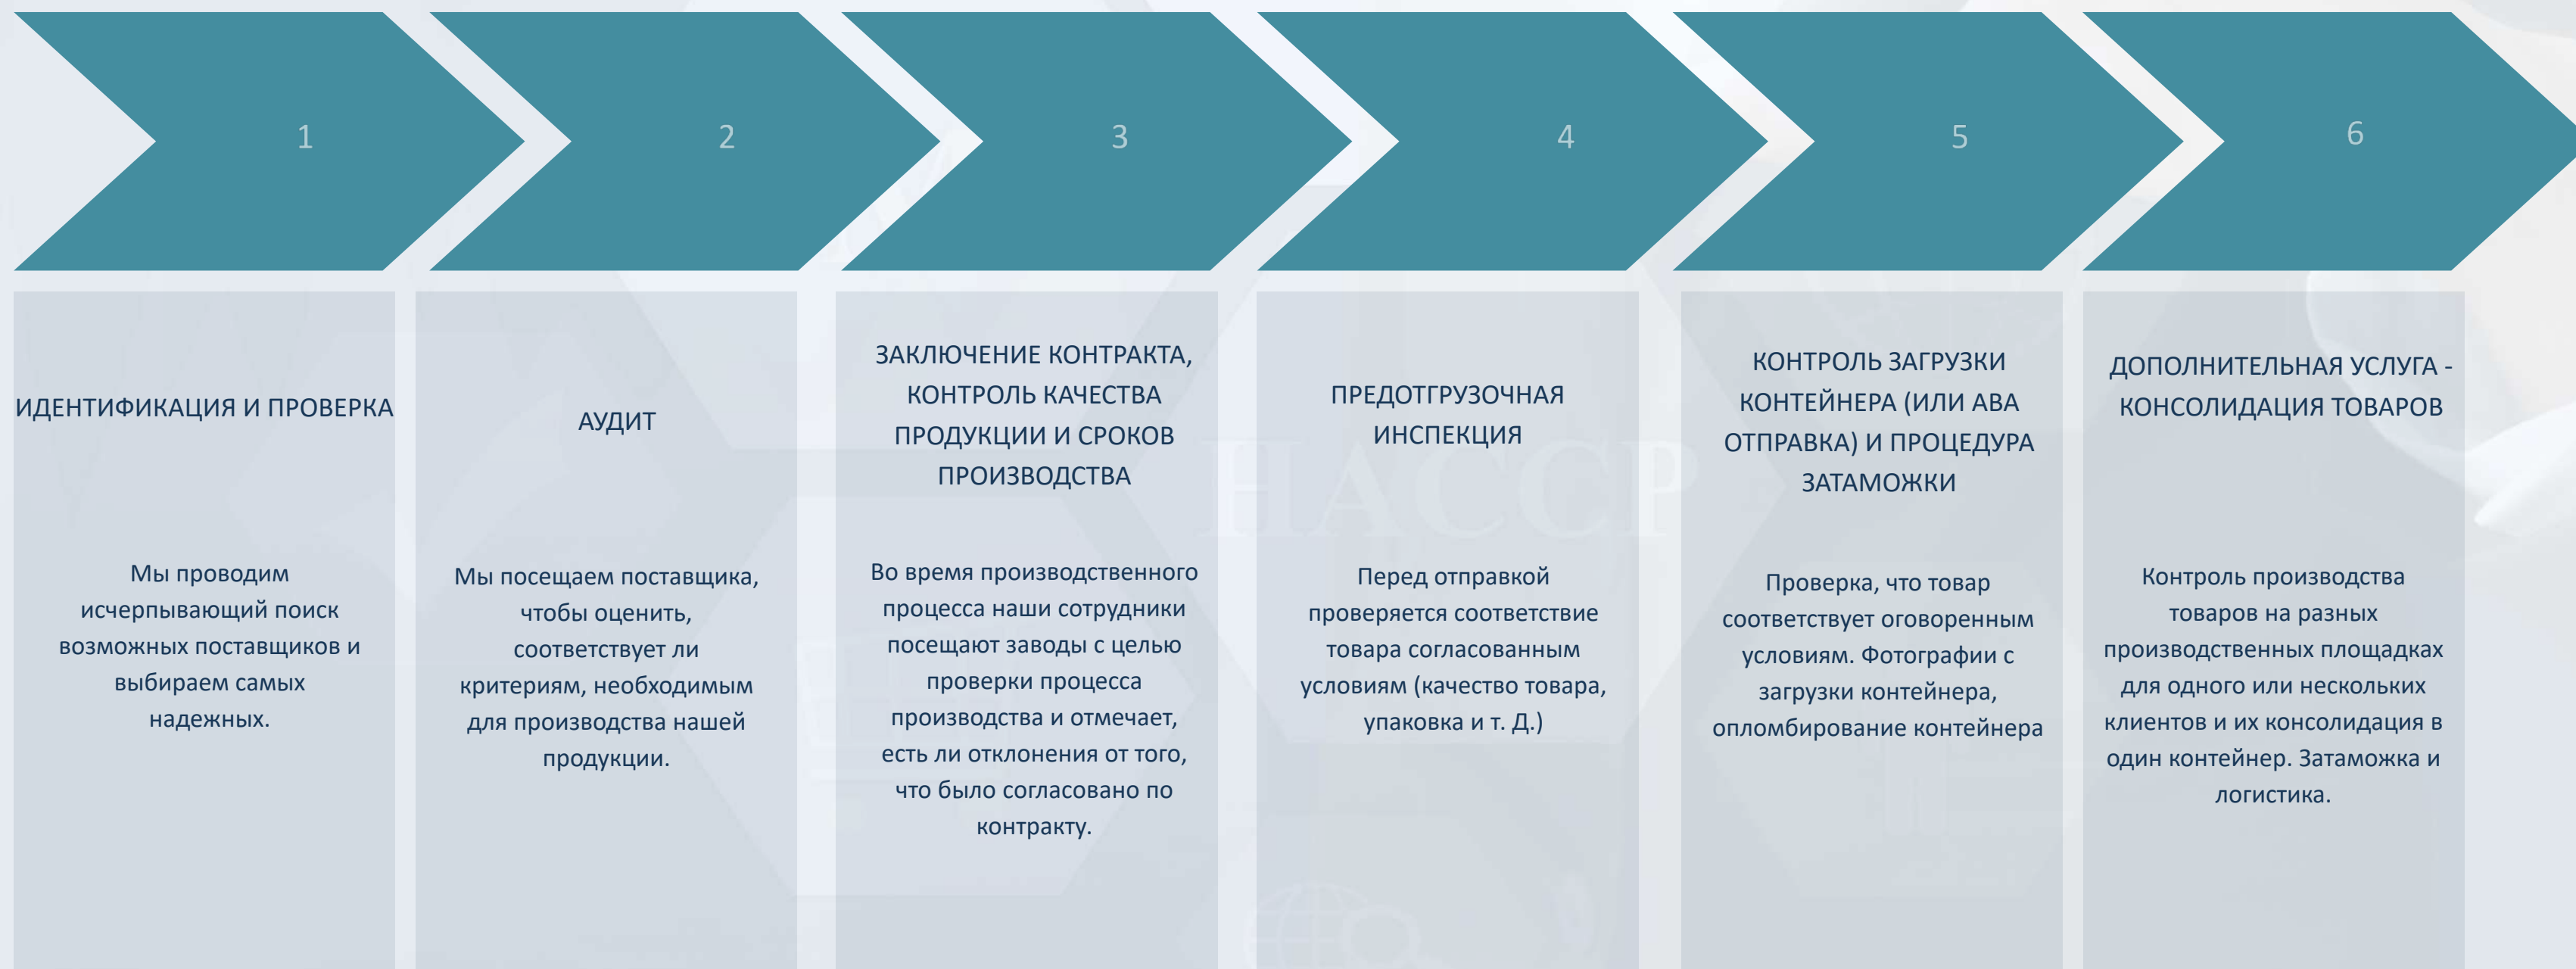 1
2
3
4
5
6
ИДЕНТИФИКАЦИЯ И ПРОВЕРКА
Мы проводим
исчерпывающий поиск
возможных поставщиков и
выбираем самых
надежных.
АУДИТ
Мы посещаем поставщика,
чтобы оценить,
соответствует ли
критериям, необходимым
для производства нашей
продукции.
ЗАКЛЮЧЕНИЕ КОНТРАКТА,
КОНТРОЛЬ КАЧЕСТВА
ПРОДУКЦИИ И СРОКОВ
ПРОИЗВОДСТВА
Во время производственного
процесса наши сотрудники
посещают заводы с целью
проверки процесса
производства и отмечает,
есть ли отклонения от того,
что было согласовано по
контракту.
ПРЕДОТГРУЗОЧНАЯ
ИНСПЕКЦИЯ
Перед отправкой
проверяется соответствие
товара согласованным
условиям (качество товара,
упаковка и т. Д.)
КОНТРОЛЬ ЗАГРУЗКИ
КОНТЕЙНЕРА (ИЛИ АВА
ОТПРАВКА) И ПРОЦЕДУРА
ЗАТАМОЖКИ
Проверка, что товар
соответствует оговоренным
условиям. Фотографии с
загрузки контейнера,
опломбирование контейнера
ДОПОЛНИТЕЛЬНАЯ УСЛУГА -
КОНСОЛИДАЦИЯ ТОВАРОВ
Контроль производства
товаров на разных
производственных площадках
для одного или нескольких
клиентов и их консолидация в
один контейнер. Затаможка и
логистика.
HACCP